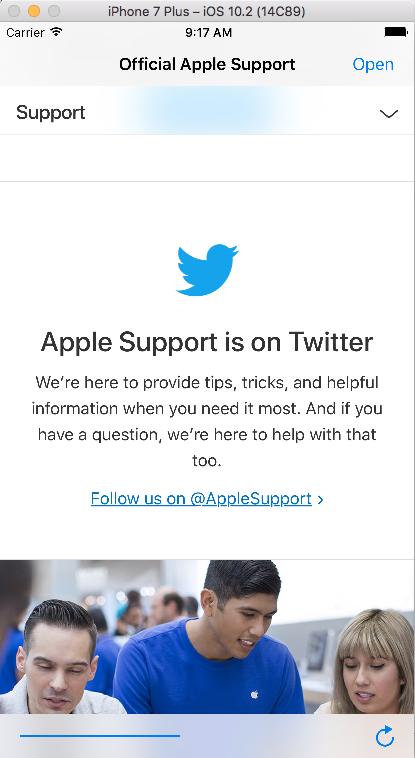 iPhone 7 Plus – iOS 10.2 (14C89)
Carrier 9:17 AM
Official Apple Support Open
Support
Apple Support is on Twitter
We’re here to provide tips, tricks, and helpful
information when you need it most. And if you
have a question, we’re here to help with that
too.
Follow us on @AppleSupport ›